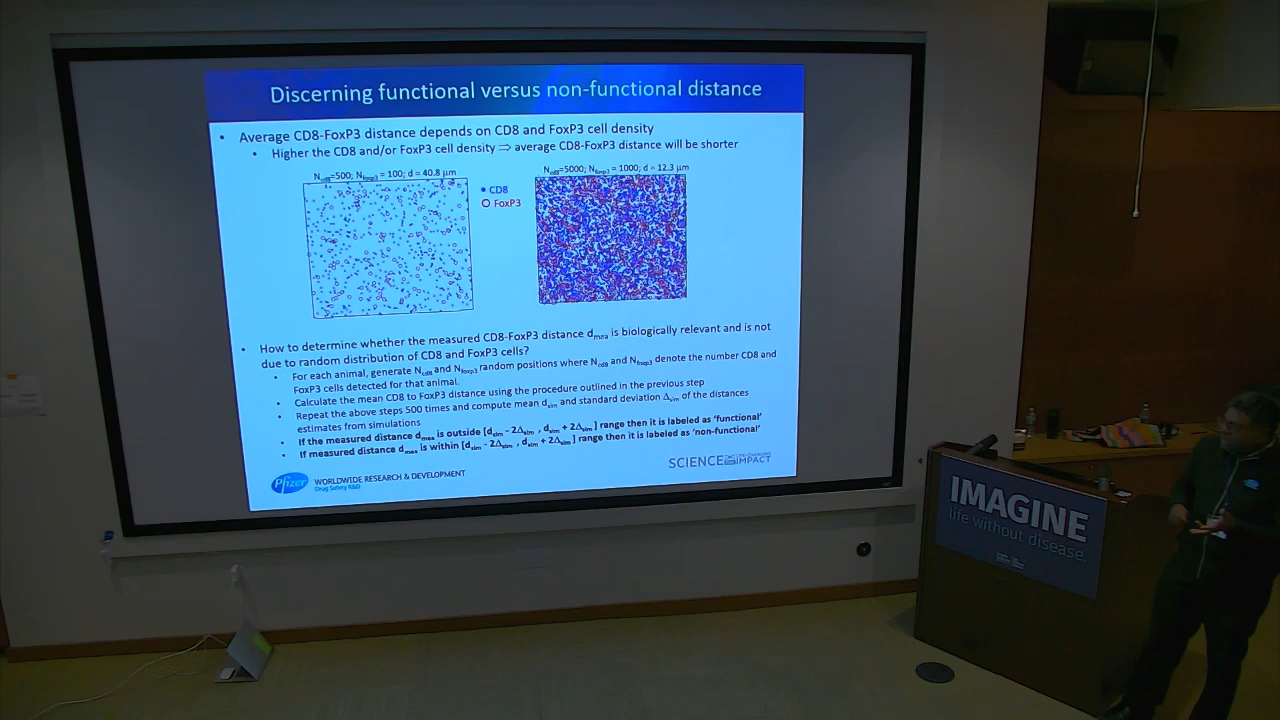 Discerning functional versus non-functional distance
• Average CD8-FoxP3 distance depends on CD8 and FoxP3 cell density
• Higher the CD8 and/or FoxP3 cell density ⇒ average CD8-FoxP3 distance will be shorter
Ncd8=500; Nfoxp3 = 100; d = 40.8 μm
Ncd8=5000; Nfoxp3 = 1000; d = 12.3 μm
CD8
FoxP3
• How to determine whether the measured CD8-FoxP3 distance dmea is biologically relevant and is not
due to random distribution of CD8 and FoxP3 cells?
• For each animal, generate Ncd8 and Nfoxp3 random positions where Ncd8 and Nfoxp3 denote the number CD8 and
FoxP3 cells detected for that animal.
• Calculate the mean CD8 to FoxP3 distance using the procedure outlined in the previous step
• Repeat the above steps 500 times and compute mean dsim and standard deviation Δsim of the distances
estimates from simulations
• If the measured distance dmea is outside [dsim - 2Δsim , dsim + 2Δsim] range then it is labeled as 'functional'
• If measured distance dmea is within [dsim - 2Δsim , dsim + 2Δsim] range then it is labeled as 'non-functional'
Pfizer
WORLDWIDE RESEARCH & DEVELOPMENT
Drug Safety R&D
SCIENCE
IMPACT
IMAGINE
life without disease.